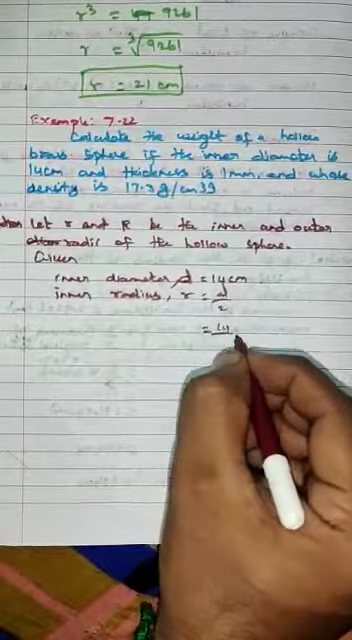 r³ = 9261
r = ³√9261
r = 21 cm
Example: 7.22
Calculate the weight of a hollow
brass sphere if the inner diameter is
14cm and thickness is 1mm, and whose
density is 17.3g/cm3
Let r and R be the inner and outer
radii of the hollow sphere.
Given
inner diameter, d = 14cm
inner radius, r = d/2
= 14